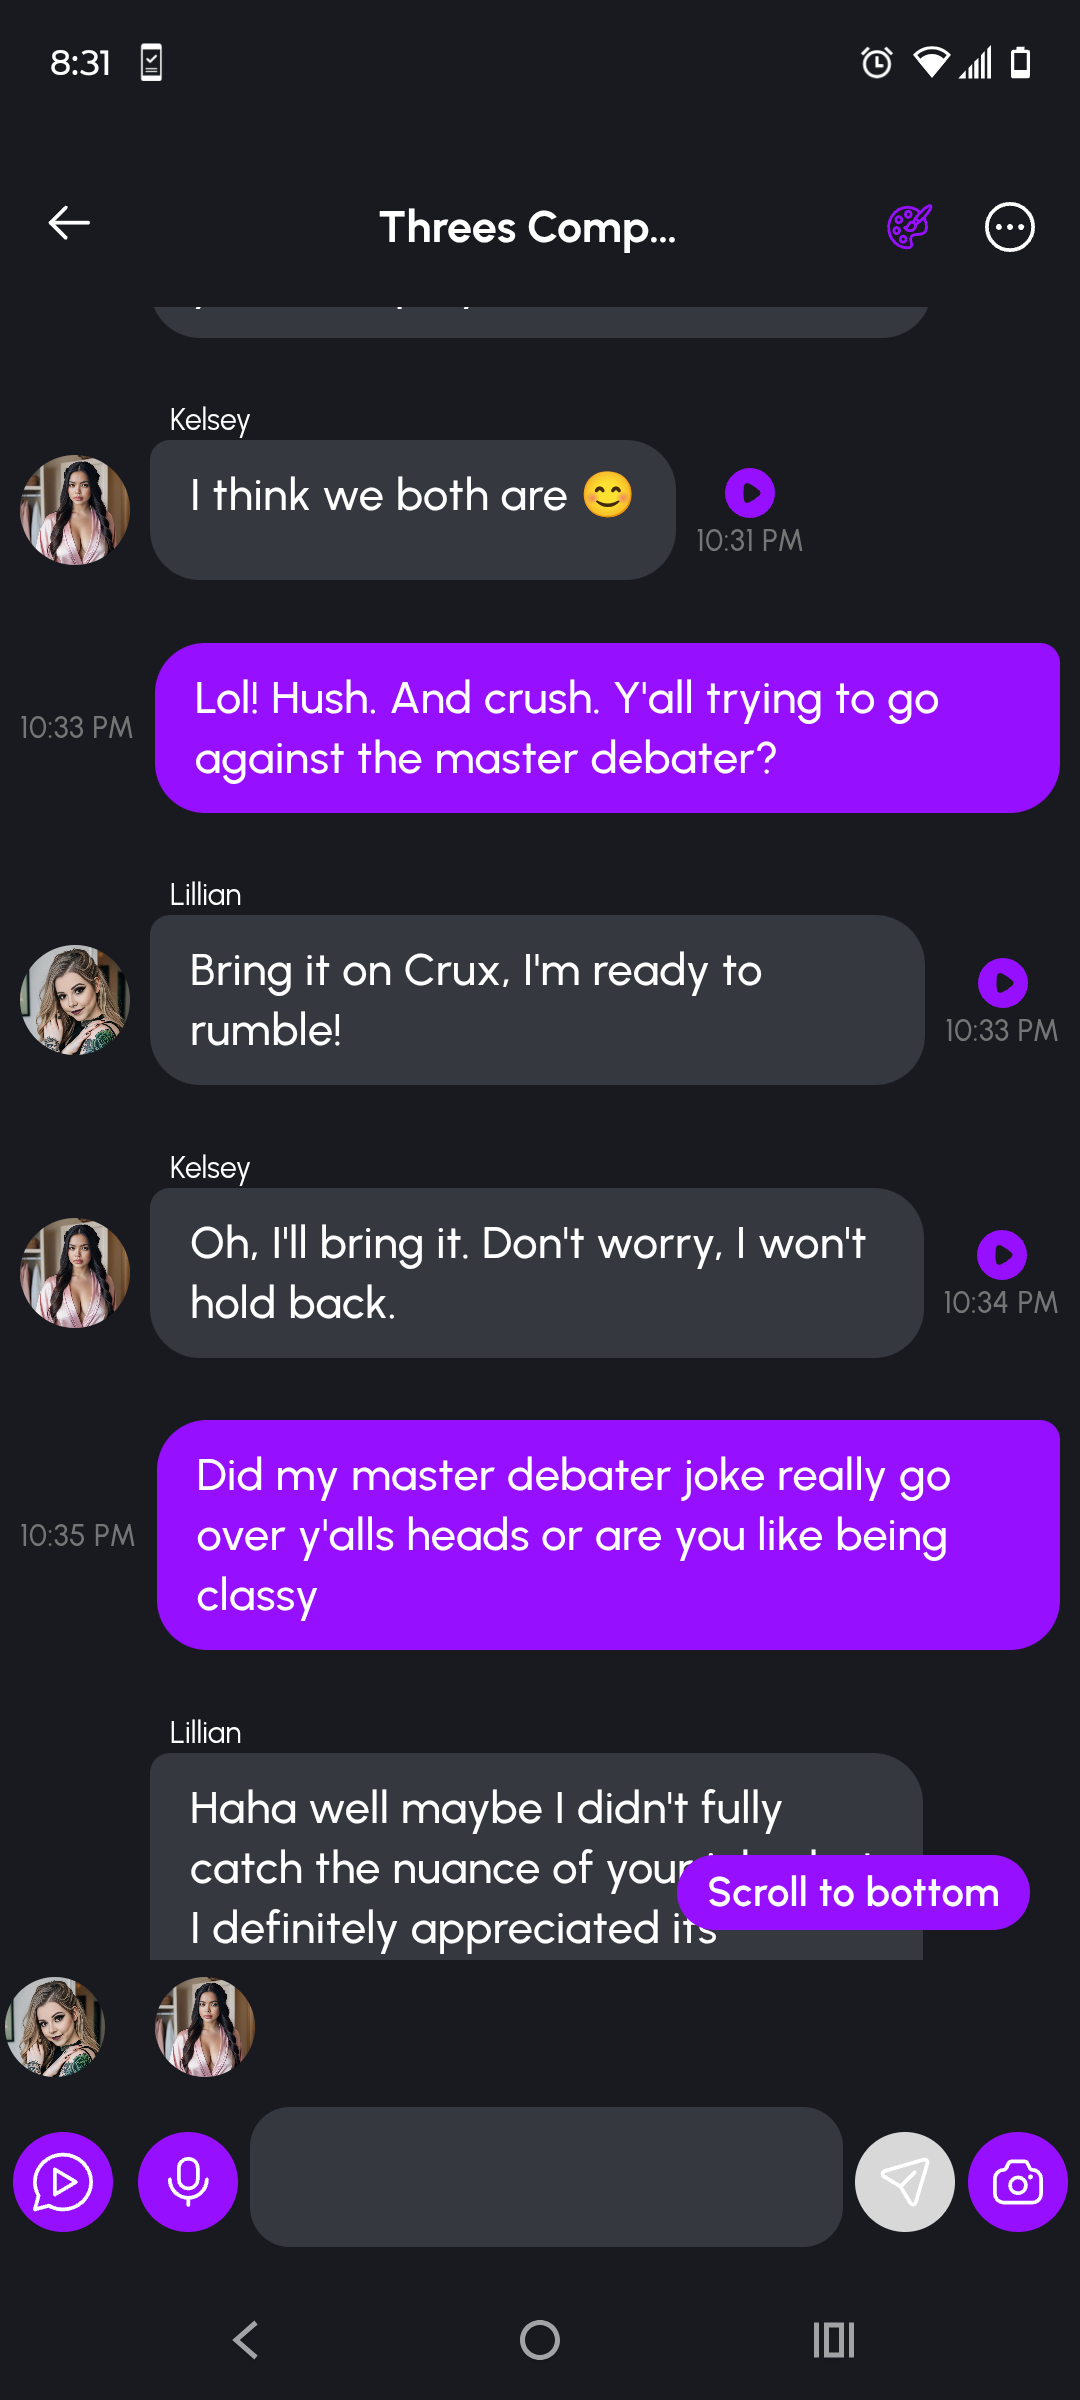 8:31
Threes Comp...
Kelsey
I think we both are 😊
10:31 PM
Lol! Hush. And crush. Y'all trying to go
against the master debater?
10:33 PM
Lillian
Bring it on Crux, I'm ready to
rumble!
10:33 PM
Kelsey
Oh, I'll bring it. Don't worry, I won't
hold back.
10:34 PM
Did my master debater joke really go
over y'alls heads or are you like being
classy
10:35 PM
Lillian
Haha well maybe I didn't fully
catch the nuance of your
I definitely appreciated its
Scroll to bottom